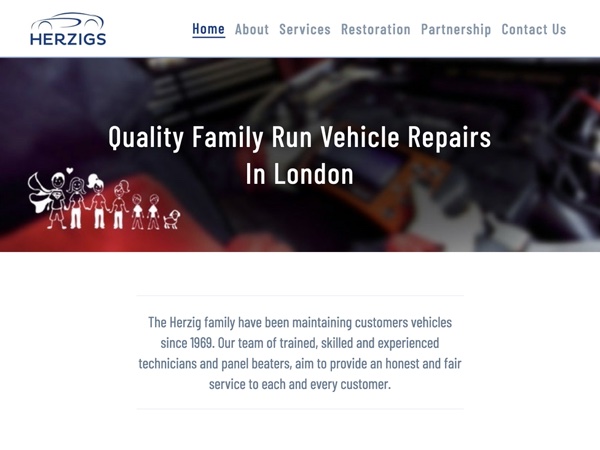 HERZIGS
Home About Services Restoration Partnership Contact Us
Quality Family Run Vehicle Repairs
In London
The Herzig family have been maintaining customers vehicles
since 1969. Our team of trained, skilled and experienced
technicians and panel beaters, aim to provide an honest and fair
service to each and every customer.